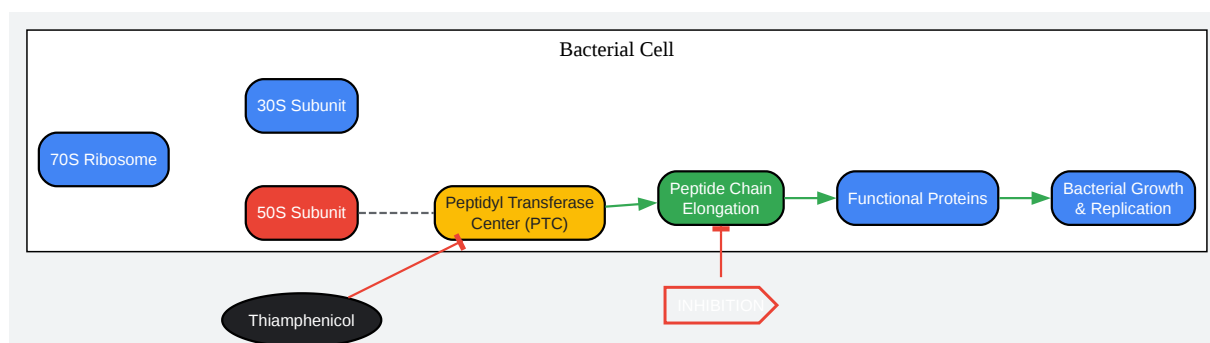 Bacterial Cell
30S Subunit
70S Ribosome
50S Subunit
Peptidyl Transferase
Center (PTC)
Peptide Chain
Elongation
Functional Proteins
Bacterial Growth
& Replication
Thiamphenicol
INHIBITION